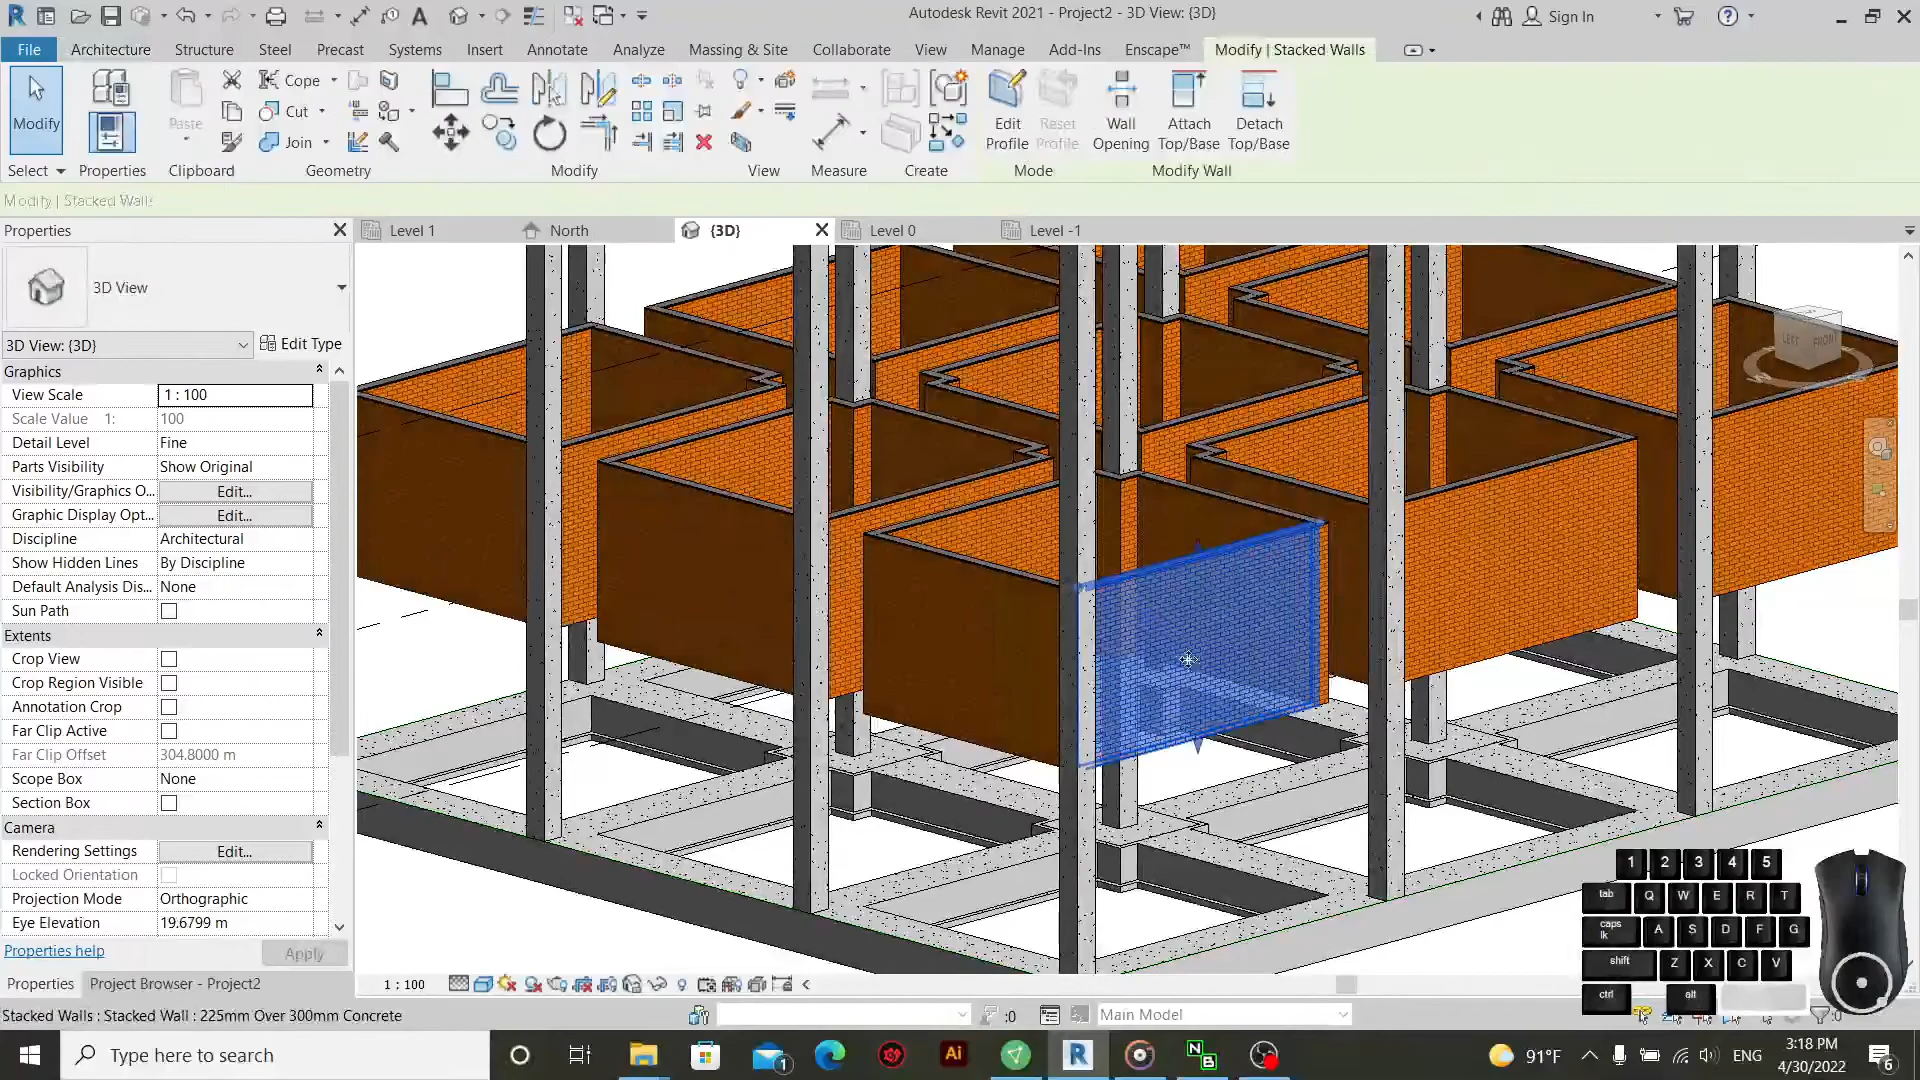 Autodesk Revit 2021 - Project2 - 3D View: {3D}
Sign In
File
Architecture
Structure
Steel
Precast
Systems
Insert
Annotate
Analyze
Massing & Site
Collaborate
View
Manage
Add-Ins
Enscape™
Modify | Stacked Walls
Modify
Paste
Cope
Cut
Join
Edit
Profile
Reset
Profile
Wall
Opening
Attach
Top/Base
Detach
Top/Base
Select
Properties
Clipboard
Geometry
Modify
View
Measure
Create
Mode
Modify Wall
Modify | Stacked Walls
Properties
Level 1
North
{3D}
Level 0
Level -1
3D View
3D View: {3D}
Edit Type
Graphics
View Scale 1 : 100
Scale Value 1: 100
Detail Level Fine
Parts Visibility Show Original
Visibility/Graphics O... Edit...
Graphic Display Opt... Edit...
Discipline Architectural
Show Hidden Lines By Discipline
Default Analysis Dis... None
Sun Path
Extents
Crop View
Crop Region Visible
Annotation Crop
Far Clip Active
Far Clip Offset 304.8000 m
Scope Box None
Section Box
Camera
Rendering Settings Edit...
Locked Orientation
Projection Mode Orthographic
Eye Elevation 19.6799 m
Properties help
Apply
Properties
Project Browser - Project2
1 : 100
LEFT
FRONT
1 2 3 4 5
tab Q W E R T
caps lk A S D F G
shift Z X C V
ctrl alt
Stacked Walls : Stacked Wall : 225mm Over 300mm Concrete
:0
Main Model
:0
Type here to search
1
Ai
R
N
B
91°F
ENG
3:18 PM
4/30/2022
6